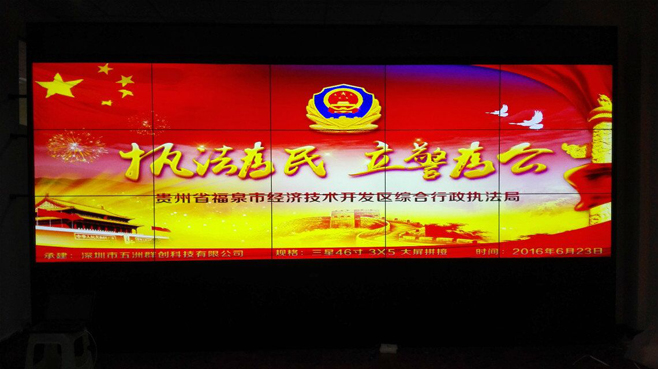 执法为民 立警为公
贵州省福泉市经济技术开发区综合行政执法局
承建：深圳市五洲群创科技有限公司 规格：三星46寸 3X5 大屏拼接 时间：2016年6月23日